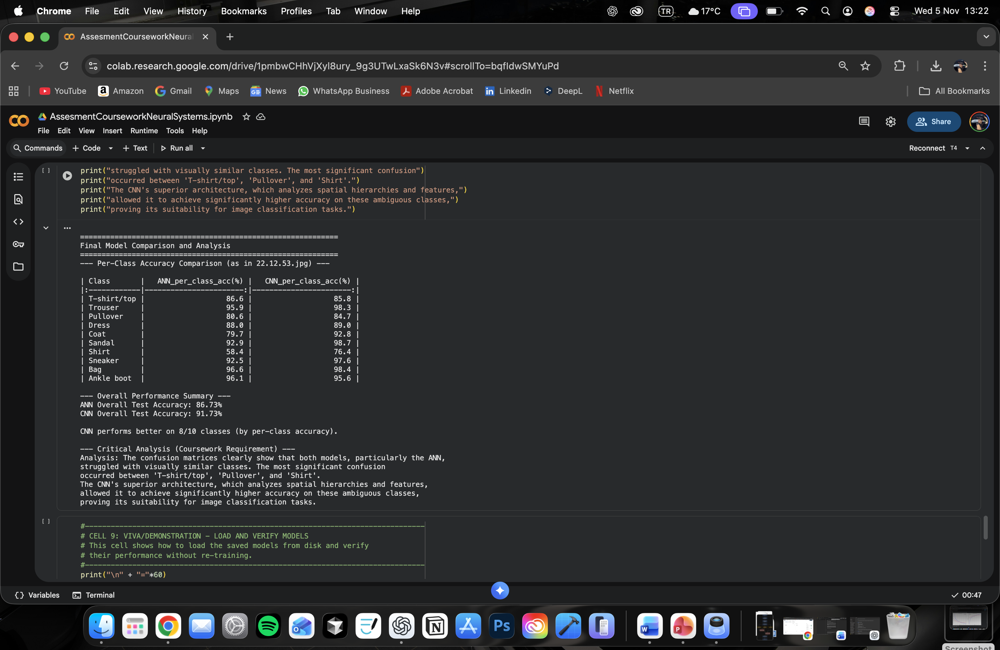 Chrome File Edit View History Bookmarks Profiles Tab Window Help TR 17°C Wed 5 Nov 13:22
AssesmentCourseworkNeural
colab.research.google.com/drive/1pmbwCHhVjXyl8ury_9g3UTwLxaSk6N3v#scrollTo=bqfIdwSMYuPd
YouTube Amazon Gmail Maps News WhatsApp Business Adobe Acrobat Linkedin DeepL Netflix All Bookmarks
AssesmentCourseworkNeuralSystems.ipynb
File Edit View Insert Runtime Tools Help
Share
Commands + Code + Text Run all Reconnect T4
[ ] print("struggled with visually similar classes. The most significant confusion")
print("occurred between 'T-shirt/top', 'Pullover', and 'Shirt'.")
print("The CNN's superior architecture, which analyzes spatial hierarchies and features,")
print("allowed it to achieve significantly higher accuracy on these ambiguous classes,")
print("proving its suitability for image classification tasks.")
...
============================================================
Final Model Comparison and Analysis
============================================================
--- Per-Class Accuracy Comparison (as in 22.12.53.jpg) ---
| Class | ANN_per_class_acc(%) | CNN_per_class_acc(%) |
|:------------|-----------------------:|-----------------------:|
| T-shirt/top | 86.6 | 85.8 |
| Trouser | 95.9 | 98.3 |
| Pullover | 80.6 | 84.7 |
| Dress | 88.0 | 89.0 |
| Coat | 79.7 | 92.8 |
| Sandal | 92.9 | 98.7 |
| Shirt | 58.4 | 76.4 |
| Sneaker | 92.5 | 97.6 |
| Bag | 96.6 | 98.4 |
| Ankle boot | 96.1 | 95.6 |
--- Overall Performance Summary ---
ANN Overall Test Accuracy: 86.73%
CNN Overall Test Accuracy: 91.73%
CNN performs better on 8/10 classes (by per-class accuracy).
--- Critical Analysis (Coursework Requirement) ---
Analysis: The confusion matrices clearly show that both models, particularly the ANN,
struggled with visually similar classes. The most significant confusion
occurred between 'T-shirt/top', 'Pullover', and 'Shirt'.
The CNN's superior architecture, which analyzes spatial hierarchies and features,
allowed it to achieve significantly higher accuracy on these ambiguous classes,
proving its suitability for image classification tasks.
[ ] #-------------------------------------------------------------------------------
# CELL 9: VIVA/DEMONSTRATION - LOAD AND VERIFY MODELS
# This cell shows how to load the saved models from disk and verify
# their performance without re-training.
#-------------------------------------------------------------------------------
print("\n" + "="*60)
Variables Terminal 00:47
Ps
Screenshot